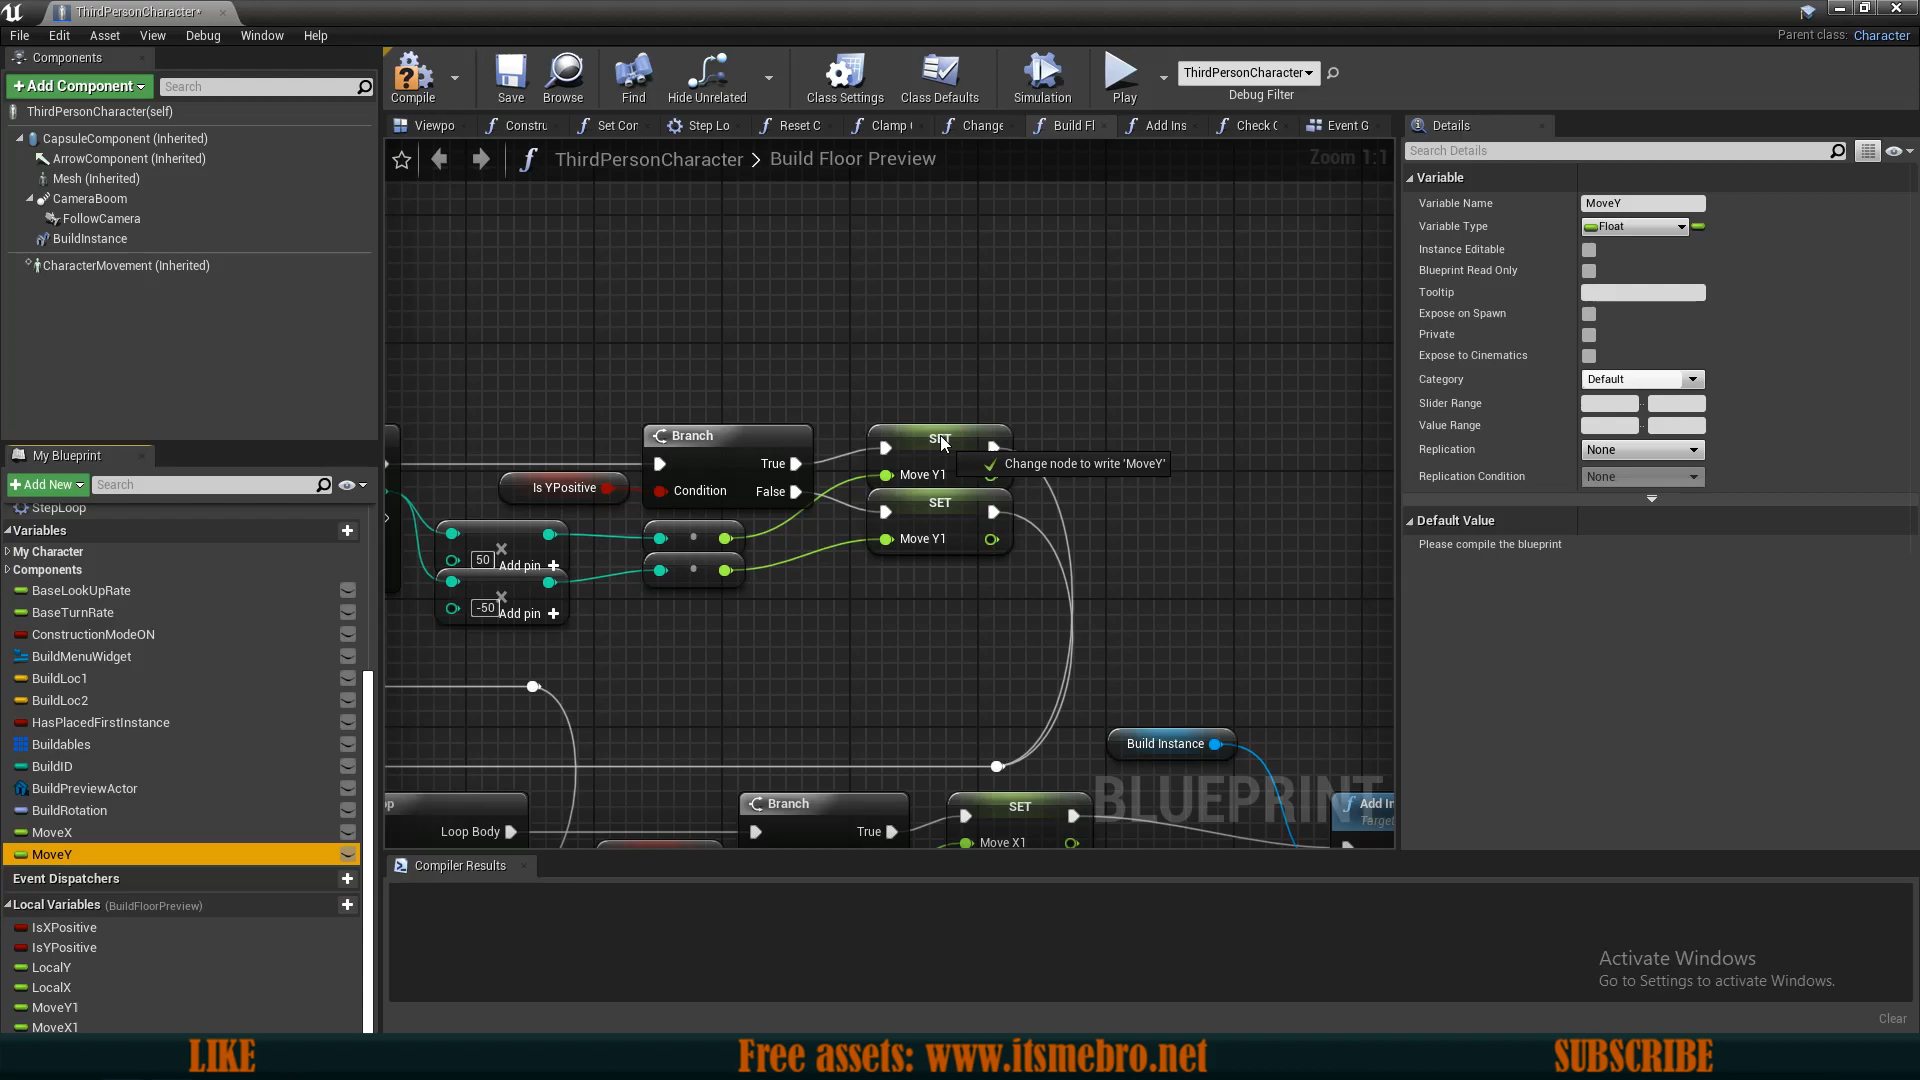 ThirdPersonCharacter*
File Edit Asset View Debug Window Help
Parent class: Character
Components
+Add Component
Search
ThirdPersonCharacter(self)
CapsuleComponent (Inherited)
ArrowComponent (Inherited)
Mesh (Inherited)
CameraBoom
FollowCamera
BuildInstance
CharacterMovement (Inherited)
Compile
Save
Browse
Find
Hide Unrelated
Class Settings
Class Defaults
Simulation
Play
ThirdPersonCharacter
Debug Filter
Viewpo
Constru
Set Cor
Step Lo
Reset C
Clamp
Change
Build Fl
Add Ins
Check
Event G
ThirdPersonCharacter > Build Floor Preview
Zoom 1:1
Branch
True
False
Condition
Is YPositive
SET
Move Y1
SET
Move Y1
Change node to write 'MoveY'
50
Add pin +
-50
Add pin +
Build Instance
BLUEPRINT
Loop Body
Branch
True
SET
Move X1
Add In
Target
My Blueprint
+Add New
Search
StepLoop
Variables
My Character
Components
BaseLookUpRate
BaseTurnRate
ConstructionModeON
BuildMenuWidget
BuildLoc1
BuildLoc2
HasPlacedFirstInstance
Buildables
BuildID
BuildPreviewActor
BuildRotation
MoveX
MoveY
Event Dispatchers
Local Variables (BuildFloorPreview)
IsXPositive
IsYPositive
LocalY
LocalX
MoveY1
MoveX1
Details
Search Details
Variable
Variable Name MoveY
Variable Type Float
Instance Editable
Blueprint Read Only
Tooltip
Expose on Spawn
Private
Expose to Cinematics
Category Default
Slider Range
Value Range
Replication None
Replication Condition None
Default Value
Please compile the blueprint
Compiler Results
Activate Windows
Go to Settings to activate Windows.
Clear
LIKE
Free assets: www.itsmebro.net
SUBSCRIBE